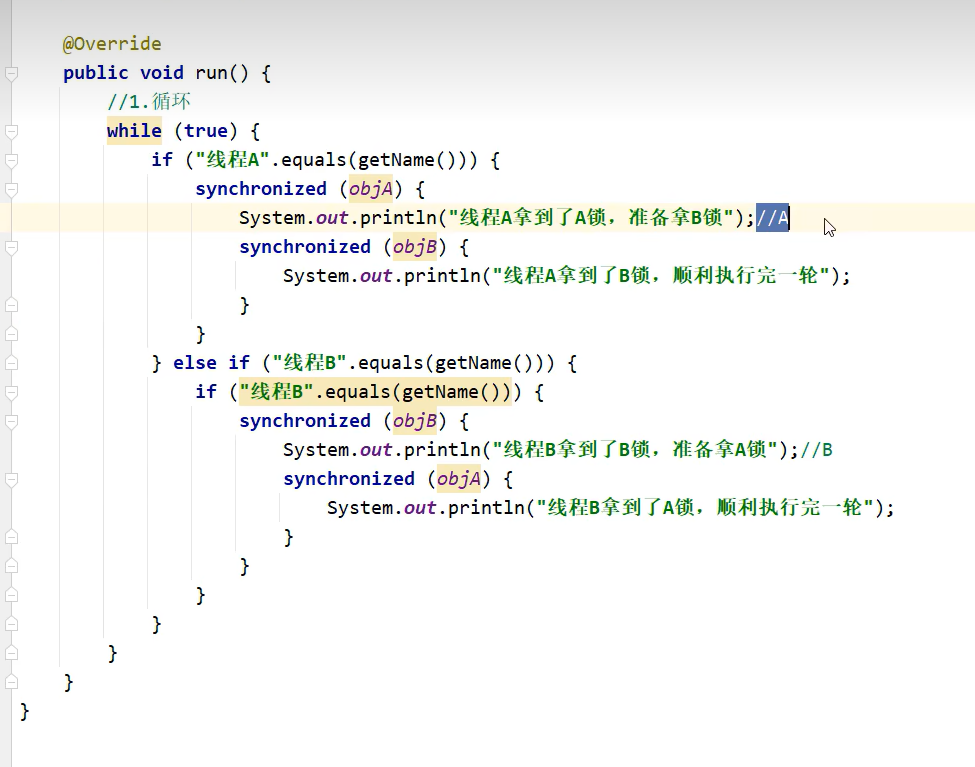 @Override
public void run() {
//1.循环
while (true) {
if ("线程A".equals(getName())) {
synchronized (objA) {
System.out.println("线程A拿到了A锁，准备拿B锁");//A
synchronized (objB) {
System.out.println("线程A拿到了B锁，顺利执行完一轮");
}
}
} else if ("线程B".equals(getName())) {
if ("线程B".equals(getName())) {
synchronized (objB) {
System.out.println("线程B拿到了B锁，准备拿A锁");//B
synchronized (objA) {
System.out.println("线程B拿到了A锁，顺利执行完一轮");
}
}
}
}
}
}
}